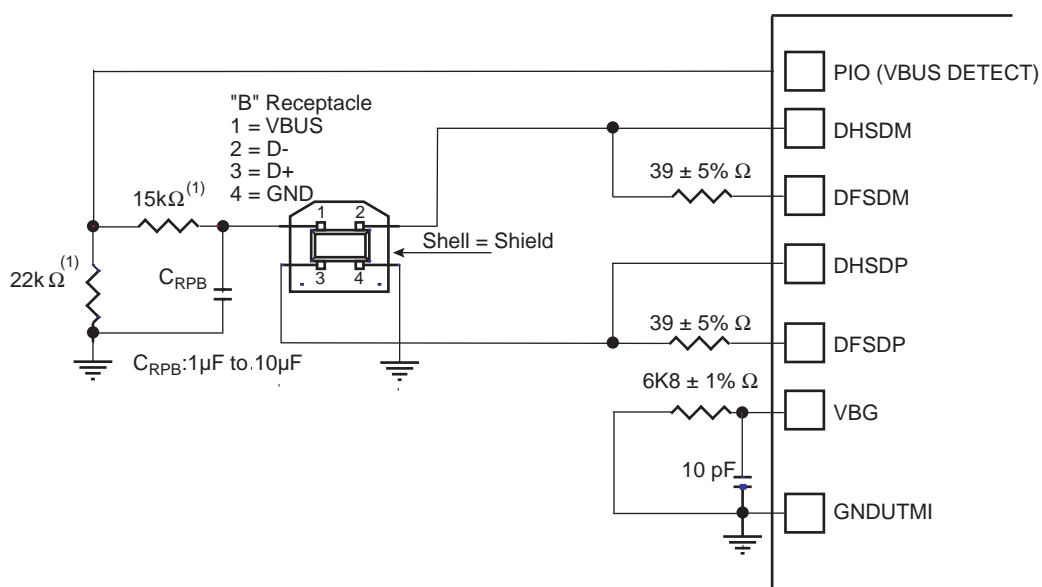 PIO (VBUS DETECT)
"B" Receptacle
1 = VBUS
2 = D-
3 = D+
4 = GND
DHSDM
39 ± 5% Ω
DFSDM
15kΩ(1)
1 2
Shell = Shield
22k Ω(1)
CRPB
3 4
DHSDP
39 ± 5% Ω
DFSDP
CRPB:1µF to 10µF
6K8 ± 1% Ω
VBG
10 pF
GNDUTMI